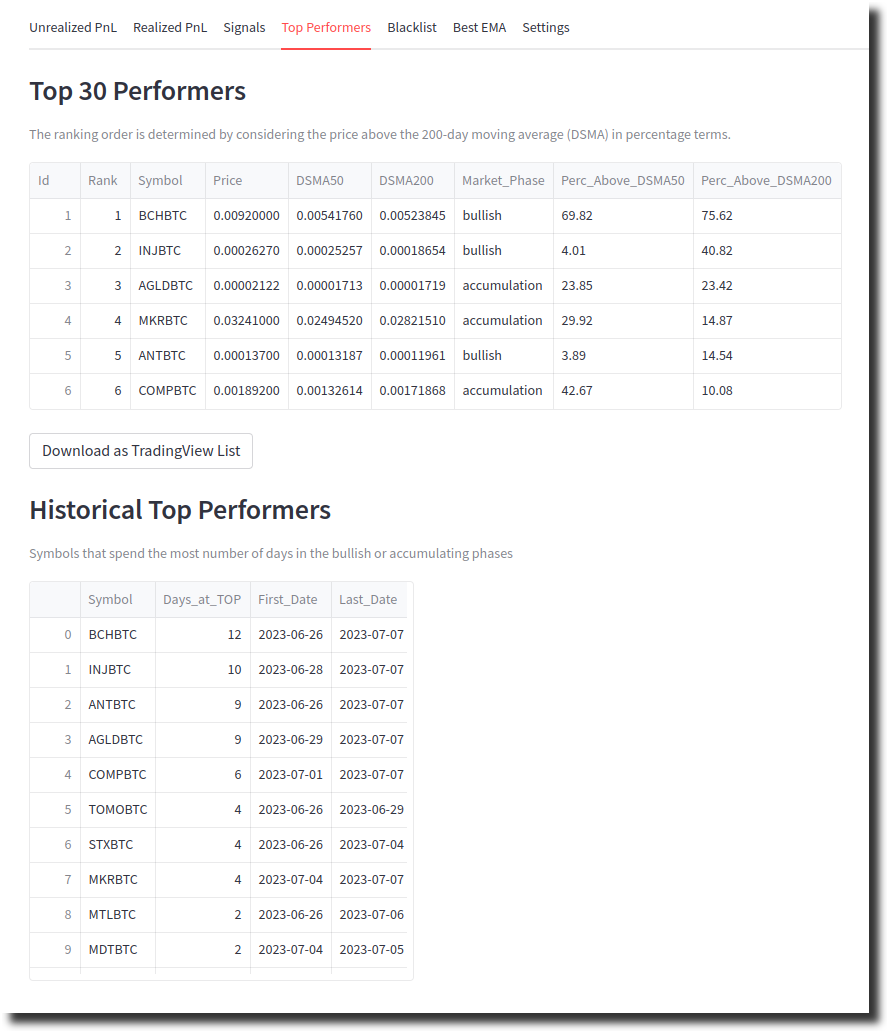 Unrealized PnL Realized PnL Signals Top Performers Blacklist Best EMA Settings
Top 30 Performers
The ranking order is determined by considering the price above the 200-day moving average (DSMA) in percentage terms.
Id Rank Symbol Price DSMA50 DSMA200 Market_Phase Perc_Above_DSMA50 Perc_Above_DSMA200
1 1 BCHBTC 0.00920000 0.00541760 0.00523845 bullish 69.82 75.62
2 2 INJBTC 0.00026270 0.00025257 0.00018654 bullish 4.01 40.82
3 3 AGLDBTC 0.00002122 0.00001713 0.00001719 accumulation 23.85 23.42
4 4 MKRBTC 0.03241000 0.02494520 0.02821510 accumulation 29.92 14.87
5 5 ANTBTC 0.00013700 0.00013187 0.00011961 bullish 3.89 14.54
6 6 COMPBTC 0.00189200 0.00132614 0.00171868 accumulation 42.67 10.08
Download as TradingView List
Historical Top Performers
Symbols that spend the most number of days in the bullish or accumulating phases
Symbol Days_at_TOP First_Date Last_Date
0 BCHBTC 12 2023-06-26 2023-07-07
1 INJBTC 10 2023-06-28 2023-07-07
2 ANTBTC 9 2023-06-26 2023-07-07
3 AGLDBTC 9 2023-06-29 2023-07-07
4 COMPBTC 6 2023-07-01 2023-07-07
5 TOMOBTC 4 2023-06-26 2023-06-29
6 STXBTC 4 2023-06-26 2023-07-04
7 MKRBTC 4 2023-07-04 2023-07-07
8 MTLBTC 2 2023-06-26 2023-07-06
9 MDTBTC 2 2023-07-04 2023-07-05